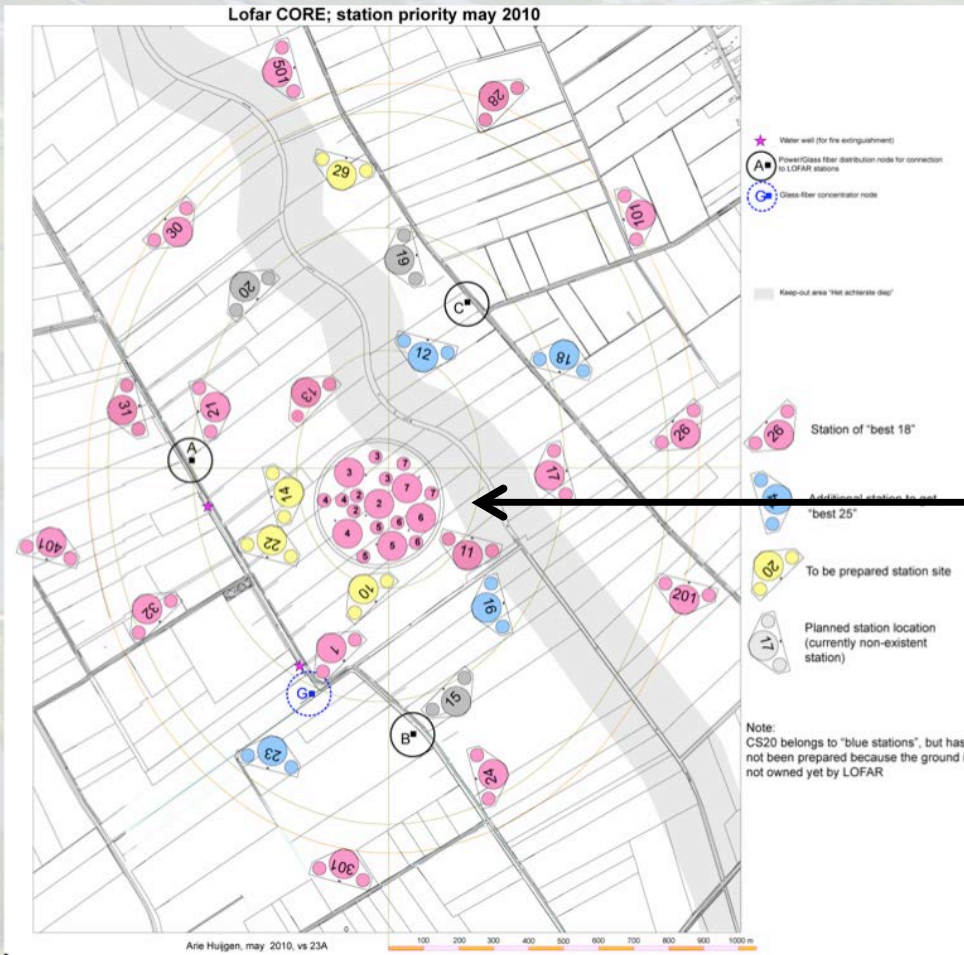 Lofar CORE; station priority may 2010
501
28
29
101
30
19
20
C
12
18
31
21
13
26
A
17
3
3
7
3
7
7
4
4
2
2
2
4
5
6
6
5
6
5
14
22
11
401
10
16
201
32
1
G
15
B
23
24
301
Water well (for fire extinguishment)
A
Power/Glass fiber distribution node for connection
to LOFAR stations
G
Glass-fiber concentrator node
Keep-out area "Het achterste diep"
26
Station of "best 18"
Additional station to get
"best 25"
20
To be prepared station site
17
Planned station location
(currently non-existent
station)
Note:
CS20 belongs to "blue stations", but has
not been prepared because the ground
not owned yet by LOFAR
Arie Huijgen, may 2010, vs 23A
100 200 300 400 500 600 700 800 900 1000 m